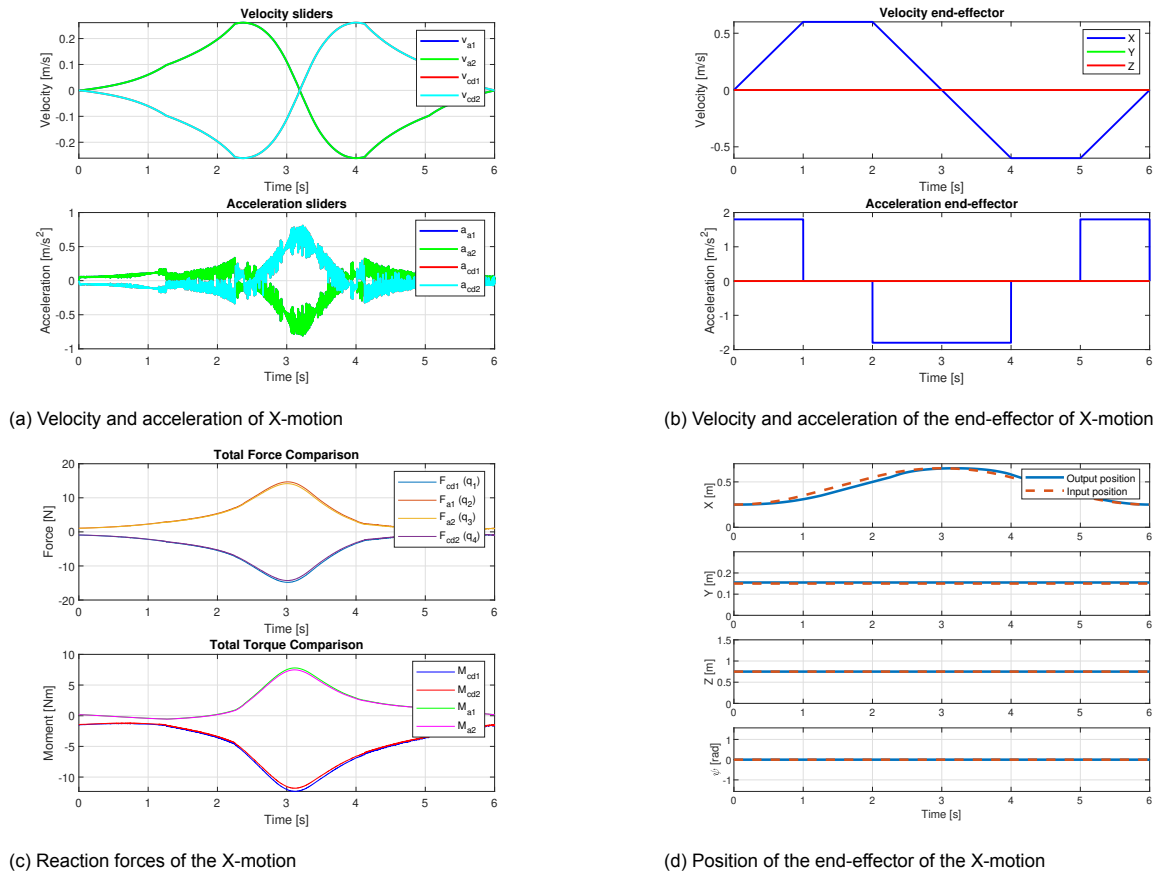 Velocity sliders
0.2
0
-0.2
Velocity [m/s]
v_a1
v_a2
v_cd1
v_cd2
0 1 2 3 4 5 6
Time [s]
Acceleration sliders
1
0.5
0
-0.5
-1
Acceleration [m/s²]
a_a1
a_a2
a_cd1
a_cd2
0 1 2 3 4 5 6
Time [s]
(a) Velocity and acceleration of X-motion
Velocity end-effector
0.5
0
-0.5
Velocity [m/s]
X
Y
Z
0 1 2 3 4 5 6
Time [s]
Acceleration end-effector
2
1
0
-1
-2
Acceleration [m/s²]
0 1 2 3 4 5 6
Time [s]
(b) Velocity and acceleration of the end-effector of X-motion
Total Force Comparison
20
10
0
-10
-20
Force [N]
F_cd1 (q_1)
F_a1 (q_2)
F_a2 (q_3)
F_cd2 (q_4)
0 1 2 3 4 5 6
Time [s]
Total Torque Comparison
10
5
0
-5
-10
Moment [Nm]
M_cd1
M_cd2
M_a1
M_a2
0 1 2 3 4 5 6
Time [s]
(c) Reaction forces of the X-motion
0.5
0
X [m]
Output position
Input position
0 1 2 3 4 5 6
0.2
0.1
0
Y [m]
0 1 2 3 4 5 6
1.5
1
0.5
0
Z [m]
0 1 2 3 4 5 6
1
0
-1
ψ [rad]
0 1 2 3 4 5 6
Time [s]
(d) Position of the end-effector of the X-motion